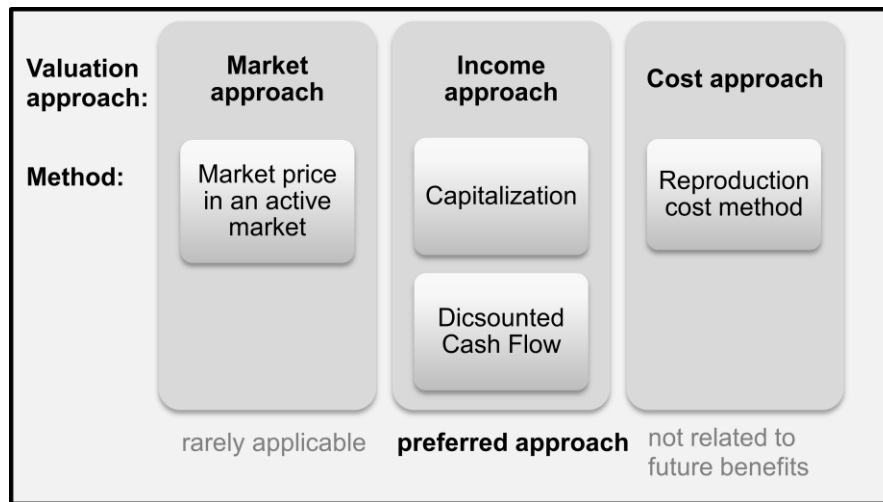 Valuation
approach:
Market
approach
Income
approach
Cost approach
Method:
Market price
in an active
market
Capitalization
Reproduction
cost method
Dicsounted
Cash Flow
rarely applicable
preferred approach
not related to
future benefits